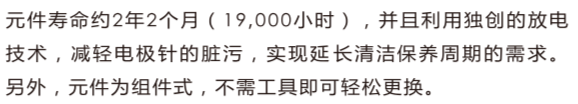 元件寿命约2年2个月（19,000小时），并且利用独创的放电
技术，减轻电极针的脏污，实现延长清洁保养周期的需求。
另外，元件为组件式，不需工具即可轻松更换。